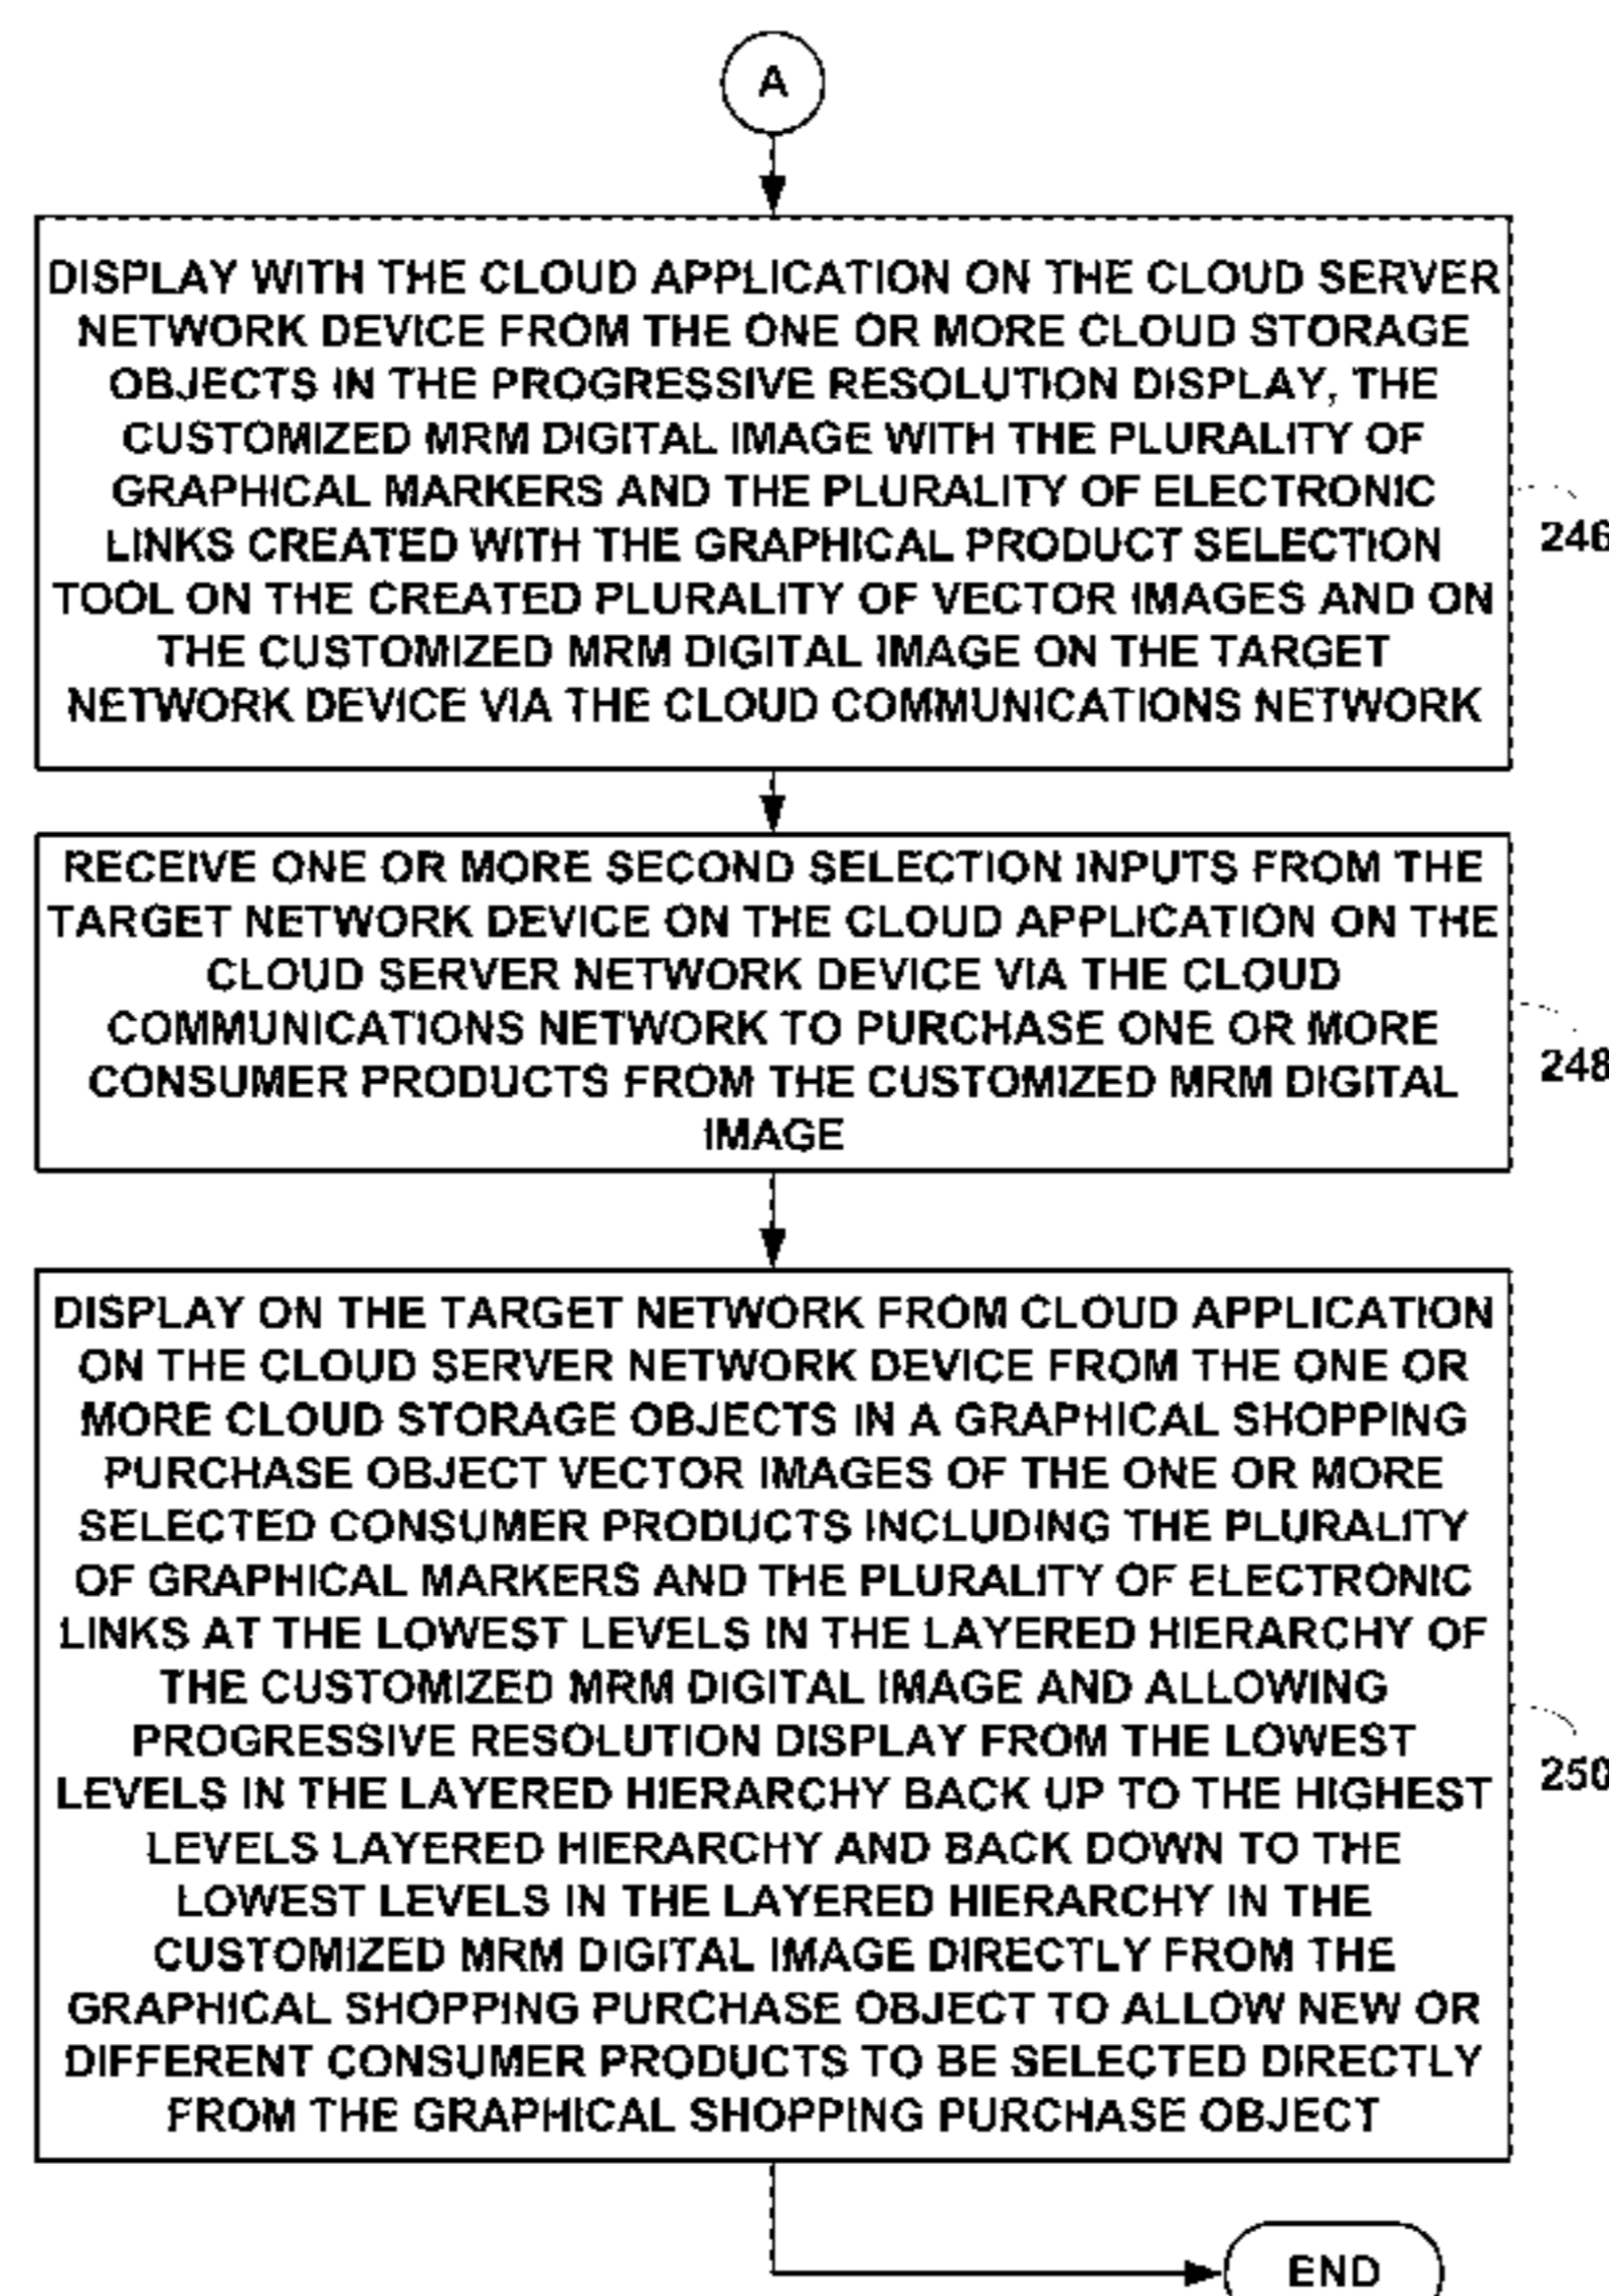 A
DISPLAY WITH THE CLOUD APPLICATION ON THE CLOUD SERVER
NETWORK DEVICE FROM THE ONE OR MORE CLOUD STORAGE
OBJECTS IN THE PROGRESSIVE RESOLUTION DISPLAY, THE
CUSTOMIZED MRM DIGITAL IMAGE WITH THE PLURALITY OF
GRAPHICAL MARKERS AND THE PLURALITY OF ELECTRONIC
LINKS CREATED WITH THE GRAPHICAL PRODUCT SELECTION
TOOL ON THE CREATED PLURALITY OF VECTOR IMAGES AND ON
THE CUSTOMIZED MRM DIGITAL IMAGE ON THE TARGET
NETWORK DEVICE VIA THE CLOUD COMMUNICATIONS NETWORK
246
RECEIVE ONE OR MORE SECOND SELECTION INPUTS FROM THE
TARGET NETWORK DEVICE ON THE CLOUD APPLICATION ON THE
CLOUD SERVER NETWORK DEVICE VIA THE CLOUD
COMMUNICATIONS NETWORK TO PURCHASE ONE OR MORE
CONSUMER PRODUCTS FROM THE CUSTOMIZED MRM DIGITAL
IMAGE
248
DISPLAY ON THE TARGET NETWORK FROM CLOUD APPLICATION
ON THE CLOUD SERVER NETWORK DEVICE FROM THE ONE OR
MORE CLOUD STORAGE OBJECTS IN A GRAPHICAL SHOPPING
PURCHASE OBJECT VECTOR IMAGES OF THE ONE OR MORE
SELECTED CONSUMER PRODUCTS INCLUDING THE PLURALITY
OF GRAPHICAL MARKERS AND THE PLURALITY OF ELECTRONIC
LINKS AT THE LOWEST LEVELS IN THE LAYERED HIERARCHY OF
THE CUSTOMIZED MRM DIGITAL IMAGE AND ALLOWING
PROGRESSIVE RESOLUTION DISPLAY FROM THE LOWEST
LEVELS IN THE LAYERED HIERARCHY BACK UP TO THE HIGHEST
LEVELS LAYERED HIERARCHY AND BACK DOWN TO THE
LOWEST LEVELS IN THE LAYERED HIERARCHY IN THE
CUSTOMIZED MRM DIGITAL IMAGE DIRECTLY FROM THE
GRAPHICAL SHOPPING PURCHASE OBJECT TO ALLOW NEW OR
DIFFERENT CONSUMER PRODUCTS TO BE SELECTED DIRECTLY
FROM THE GRAPHICAL SHOPPING PURCHASE OBJECT
250
END